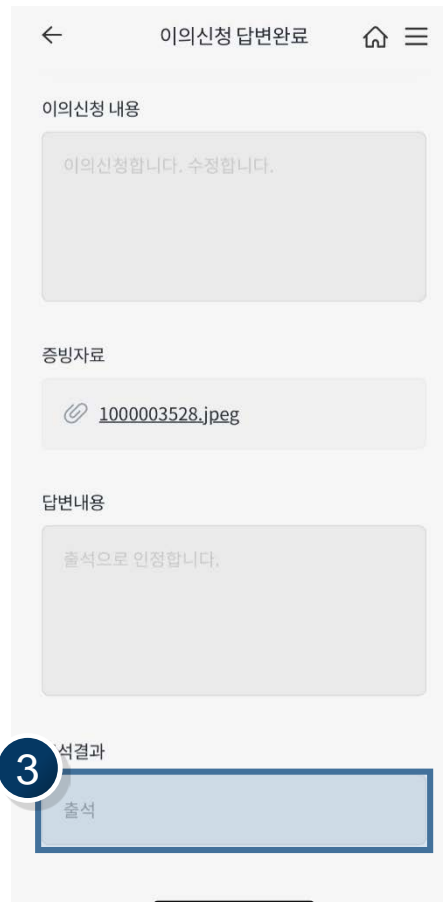 이의신청 답변완료
이의신청 내용
이의신청합니다. 수정합니다.
증빙자료
1000003528.jpeg
답변내용
출석으로 인정합니다.
3
석결과
출석